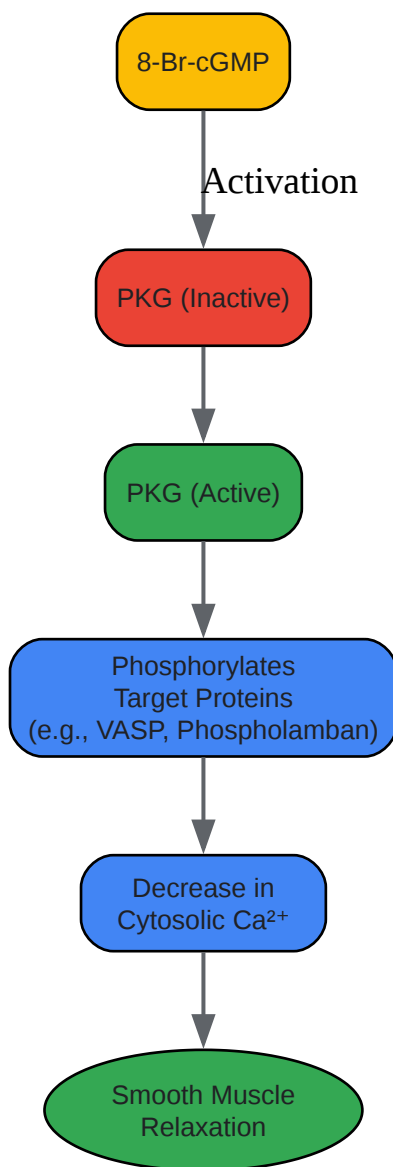 8-Br-cGMP
Activation
PKG (Inactive)
PKG (Active)
Phosphorylates
Target Proteins
(e.g., VASP, Phospholamban)
Decrease in
Cytosolic Ca²⁺
Smooth Muscle
Relaxation